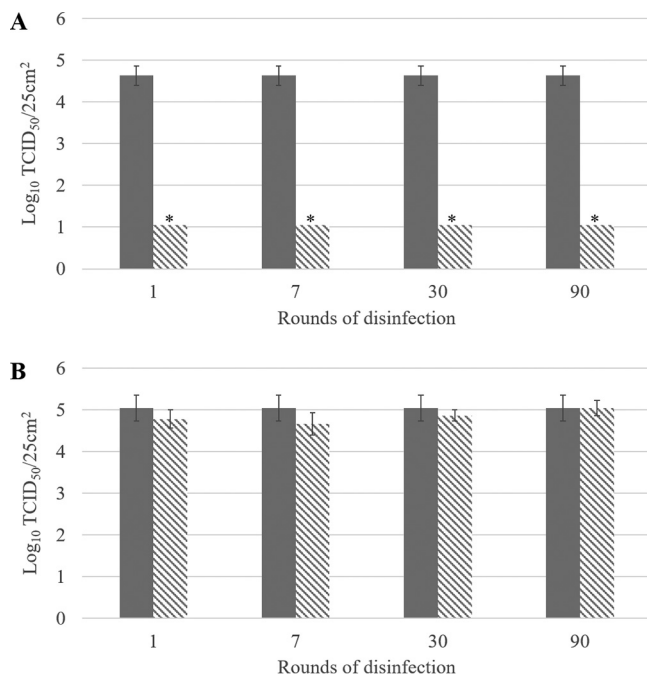 A
6
5
4
3
2
1
0
Log₁₀ TCID₅₀/25cm²
* * * *
1 7 30 90
Rounds of disinfection
B
6
5
4
3
2
1
0
Log₁₀ TCID₅₀/25cm²
1 7 30 90
Rounds of disinfection